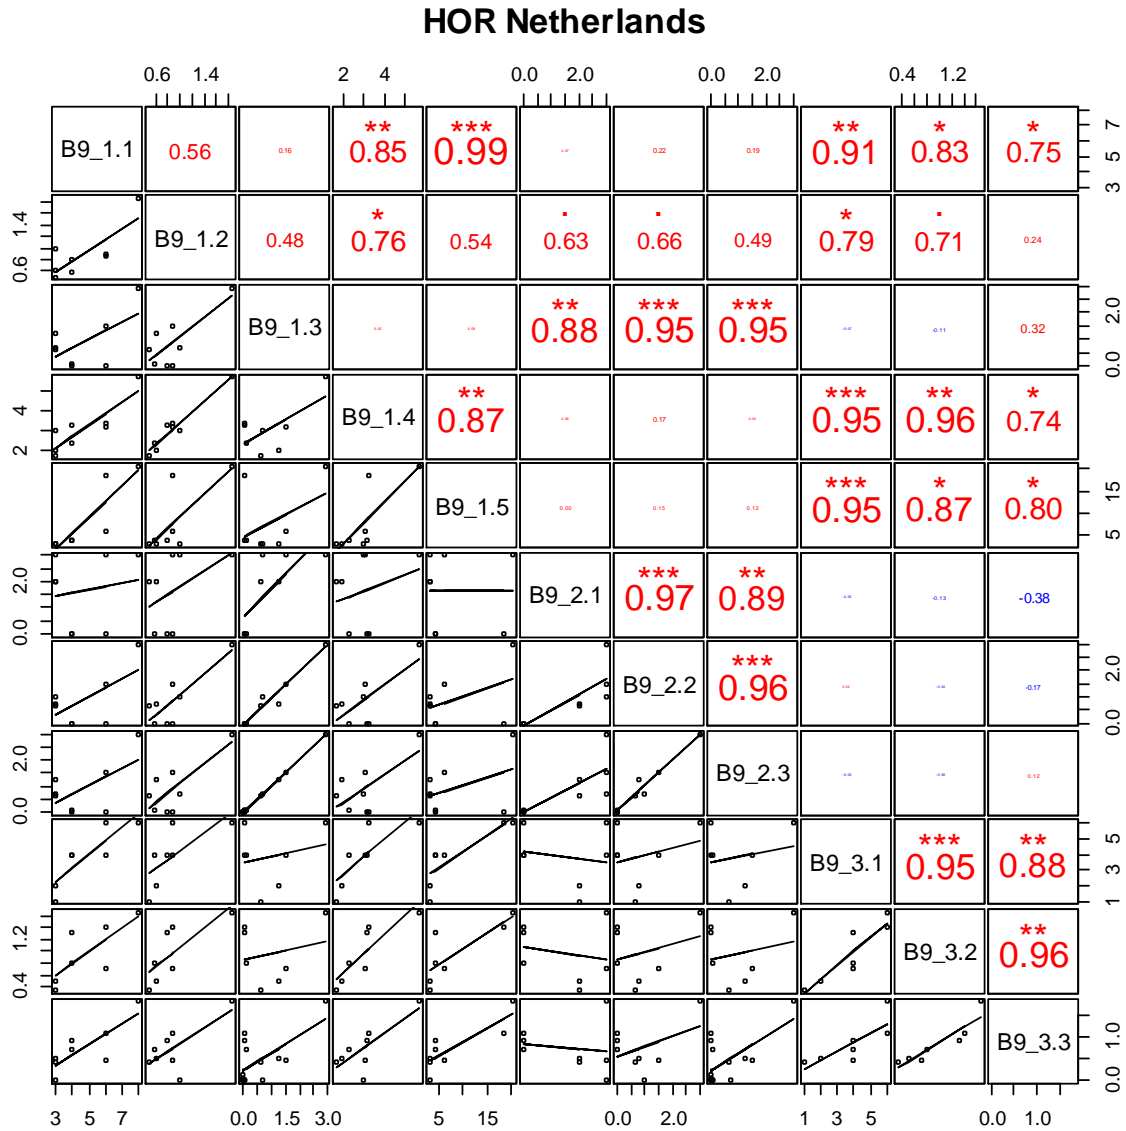 HOR Netherlands
0.6 1.4 2 4 0.0 2.0 0.0 2.0 0.4 1.2
** *** ** * *
B9_1.1 0.56 0.16 0.85 0.99 0.22 0.19 0.91 0.83 0.75 3 5 7
* . . * .
0.6 1.4 B9_1.2 0.48 0.76 0.54 0.63 0.66 0.49 0.79 0.71 0.24
** *** ***
B9_1.3 0.88 0.95 0.95 -0.11 0.32 0.0 2.0
** *** ** *
2 4 B9_1.4 0.87 0.17 0.95 0.96 0.74
*** * *
B9_1.5 0.00 0.15 0.12 0.95 0.87 0.80 5 15
*** **
0.0 2.0 B9_2.1 0.97 0.89 -0.13 -0.38
***
B9_2.2 0.96 -0.17 0.0 2.0
0.0 2.0 B9_2.3 0.12
*** **
B9_3.1 0.95 0.88 1 3 5
**
0.4 1.2 B9_3.2 0.96
B9_3.3 0.0 1.0
3 5 7 0.0 1.5 3.0 5 15 0.0 2.0 1 3 5 0.0 1.0